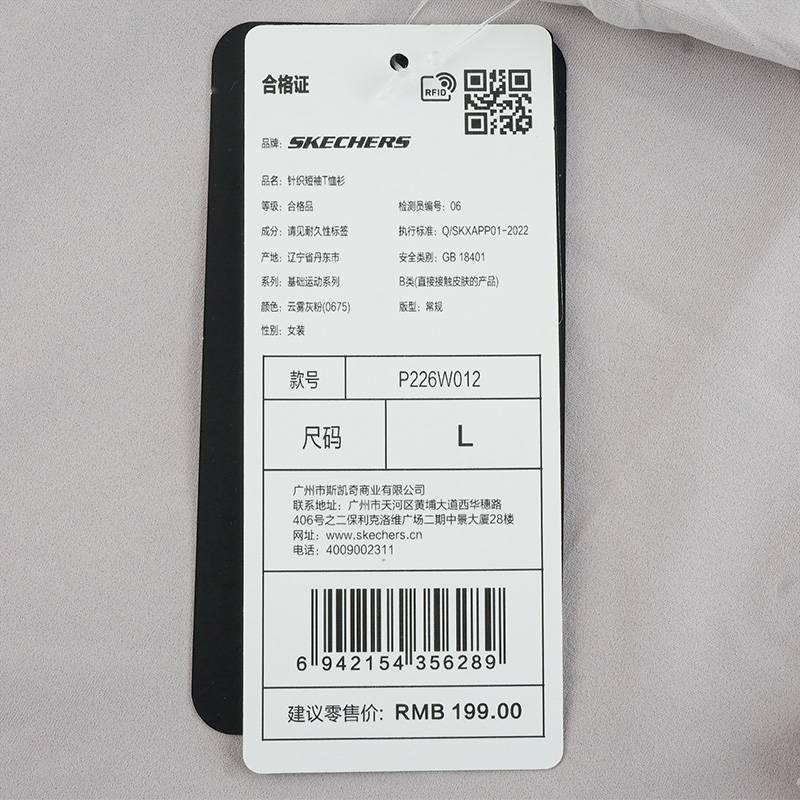 合格证
RFID
品牌: SKECHERS
品名: 针织短袖T恤衫
等级: 合格品 检测员编号: 06
成分: 请见耐久性标签 执行标准: Q/SKXAPP01-2022
产地: 辽宁省丹东市 安全类别: GB 18401
系列: 基础运动系列 B类(直接接触皮肤的产品)
颜色: 云雾灰粉(0675) 版型: 常规
性别: 女装
款号 P226W012
尺码 L
广州市斯凯奇商业有限公司
联系地址: 广州市天河区黄埔大道西华穗路
406号之二保利克洛维广场二期中景大厦28楼
网址: www.skechers.cn
电话: 4009002311
6 942154 356289
建议零售价: RMB 199.00